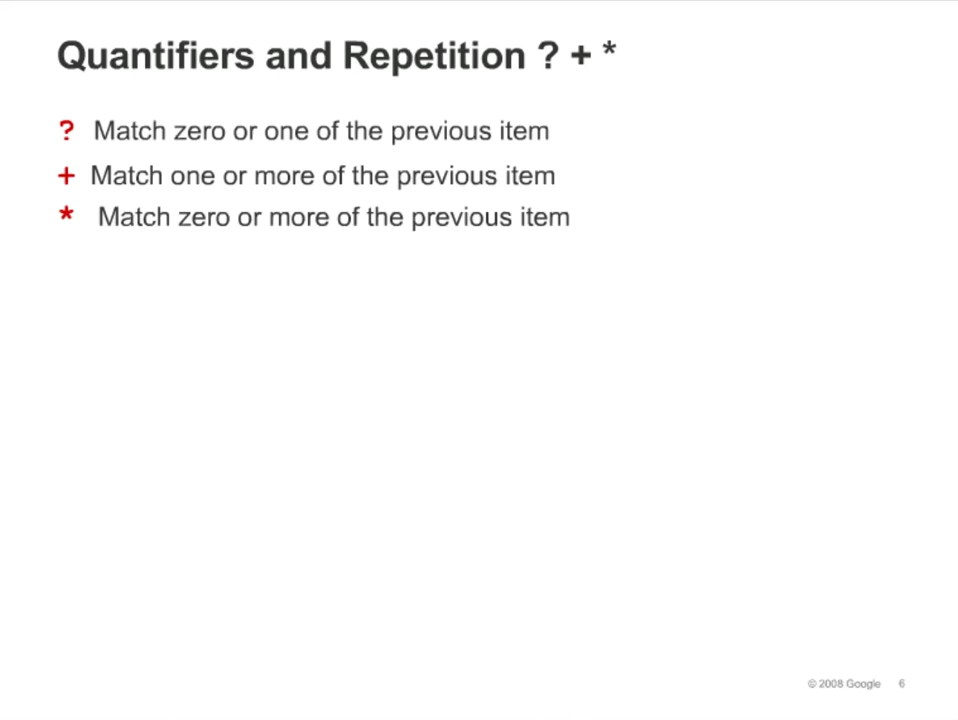 Quantifiers and Repetition ? + *
? Match zero or one of the previous item
+ Match one or more of the previous item
* Match zero or more of the previous item
© 2008 Google 6